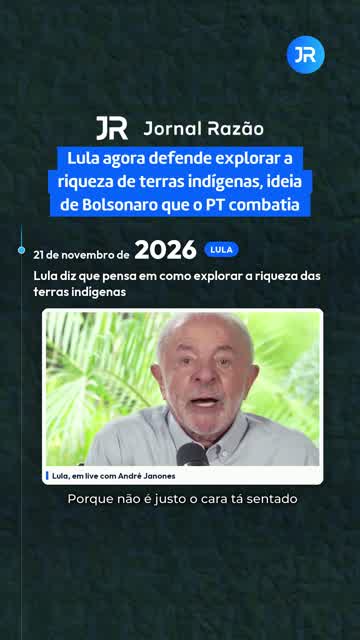 JR
JR Jornal Razão
Lula agora defende explorar a
riqueza de terras indígenas, ideia
de Bolsonaro que o PT combatia
21 de novembro de 2026 LULA
Lula diz que pensa em como explorar a riqueza das
terras indígenas
Lula, em live com André Janones
Porque não é justo o cara tá sentado